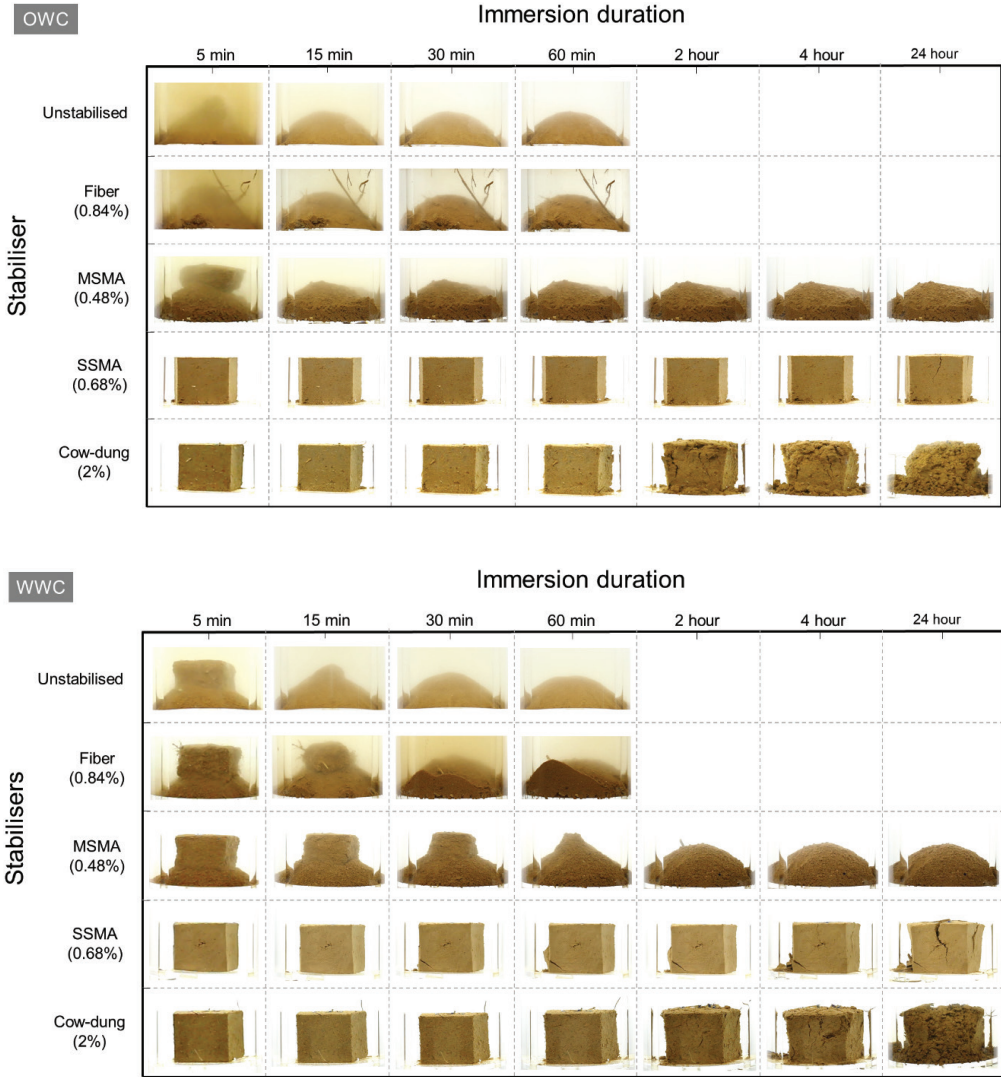 OWC
Immersion duration
5 min 15 min 30 min 60 min 2 hour 4 hour 24 hour
Stabiliser
Unstabilised
Fiber
(0.84%)
MSMA
(0.48%)
SSMA
(0.68%)
Cow-dung
(2%)
WWC
Immersion duration
5 min 15 min 30 min 60 min 2 hour 4 hour 24 hour
Stabilisers
Unstabilised
Fiber
(0.84%)
MSMA
(0.48%)
SSMA
(0.68%)
Cow-dung
(2%)